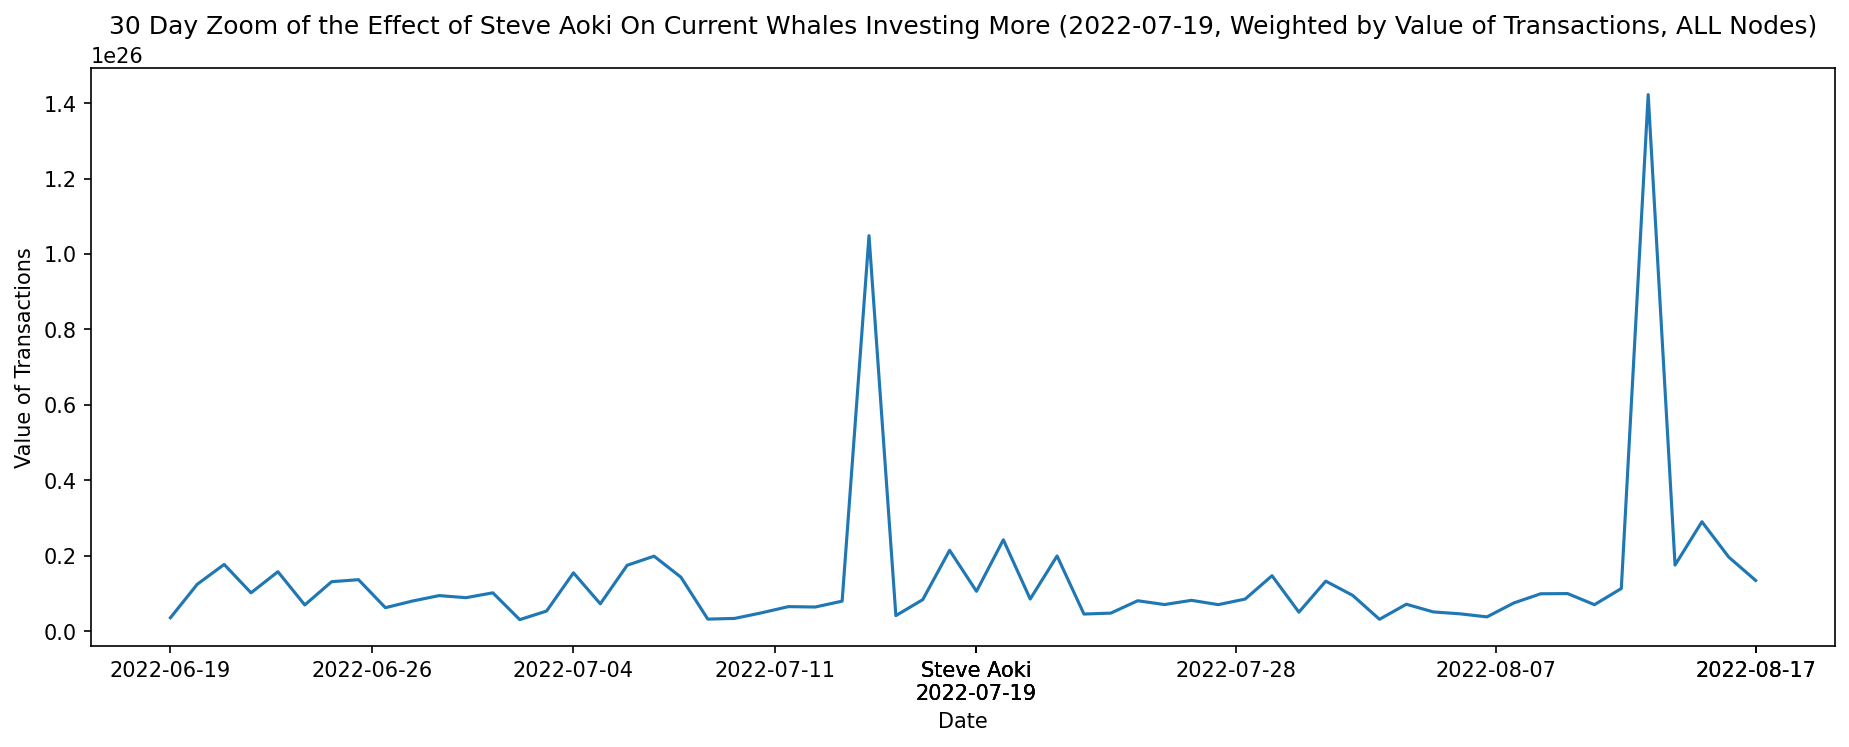 30 Day Zoom of the Effect of Steve Aoki On Current Whales Investing More (2022-07-19, Weighted by Value of Transactions, ALL Nodes)
1e26
1.4
1.2
1.0
0.8
0.6
0.4
0.2
0.0
Value of Transactions
2022-06-19 2022-06-26 2022-07-04 2022-07-11 Steve Aoki 2022-07-28 2022-08-07 2022-08-17
2022-07-19
Date